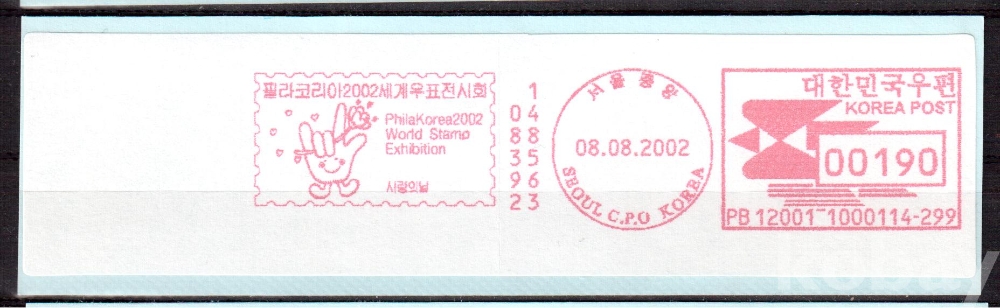 필라코리아2002세계우표전시회
PhilaKorea2002
World Stamp
Exhibition
사랑의날
1
04
88
35
96
23
서울중앙
08.08.2002
SEOUL C.P.O KOREA
대한민국우편
KOREA POST
00190
PB 12001 1000114-299
kobay